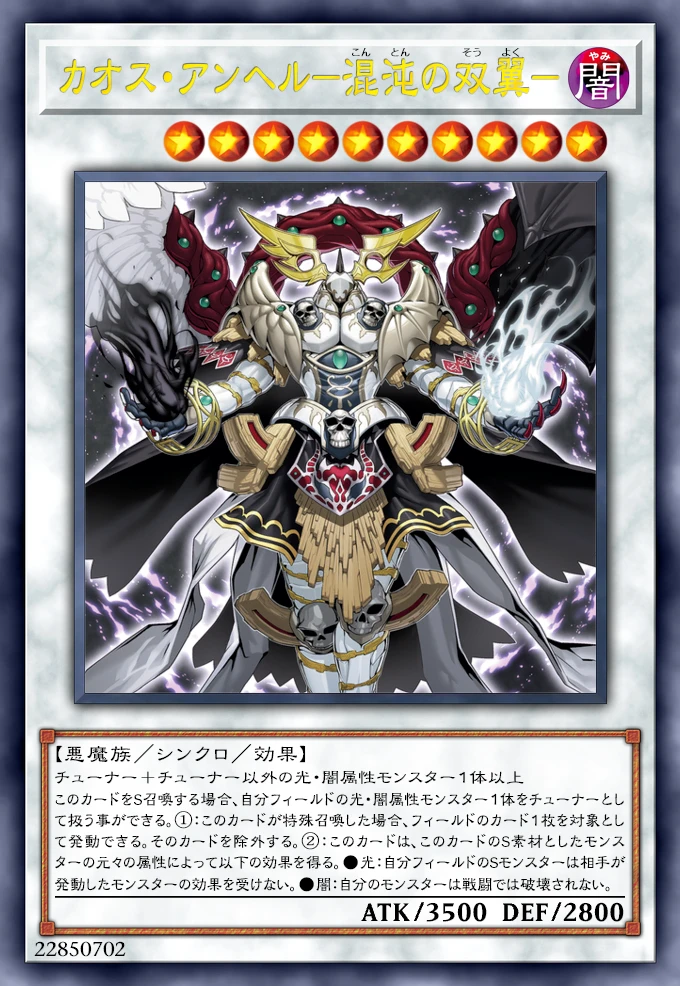 カオス・アンヘル－混沌の双翼－
こん とん そう よく
やみ
闇
【悪魔族／シンクロ／効果】
チューナー＋チューナー以外の光・闇属性モンスター１体以上
このカードをS召喚する場合、自分フィールドの光・闇属性モンスター１体をチューナーとし
て扱う事ができる。①：このカードが特殊召喚した場合、フィールドのカード１枚を対象とし
て発動できる。そのカードを除外する。②：このカードは、このカードのS素材としたモンス
ターの元々の属性によって以下の効果を得る。●光：自分フィールドのSモンスターは相手が
発動したモンスターの効果を受けない。●闇：自分のモンスターは戦闘では破壊されない。
ATK/3500 DEF/2800
22850702